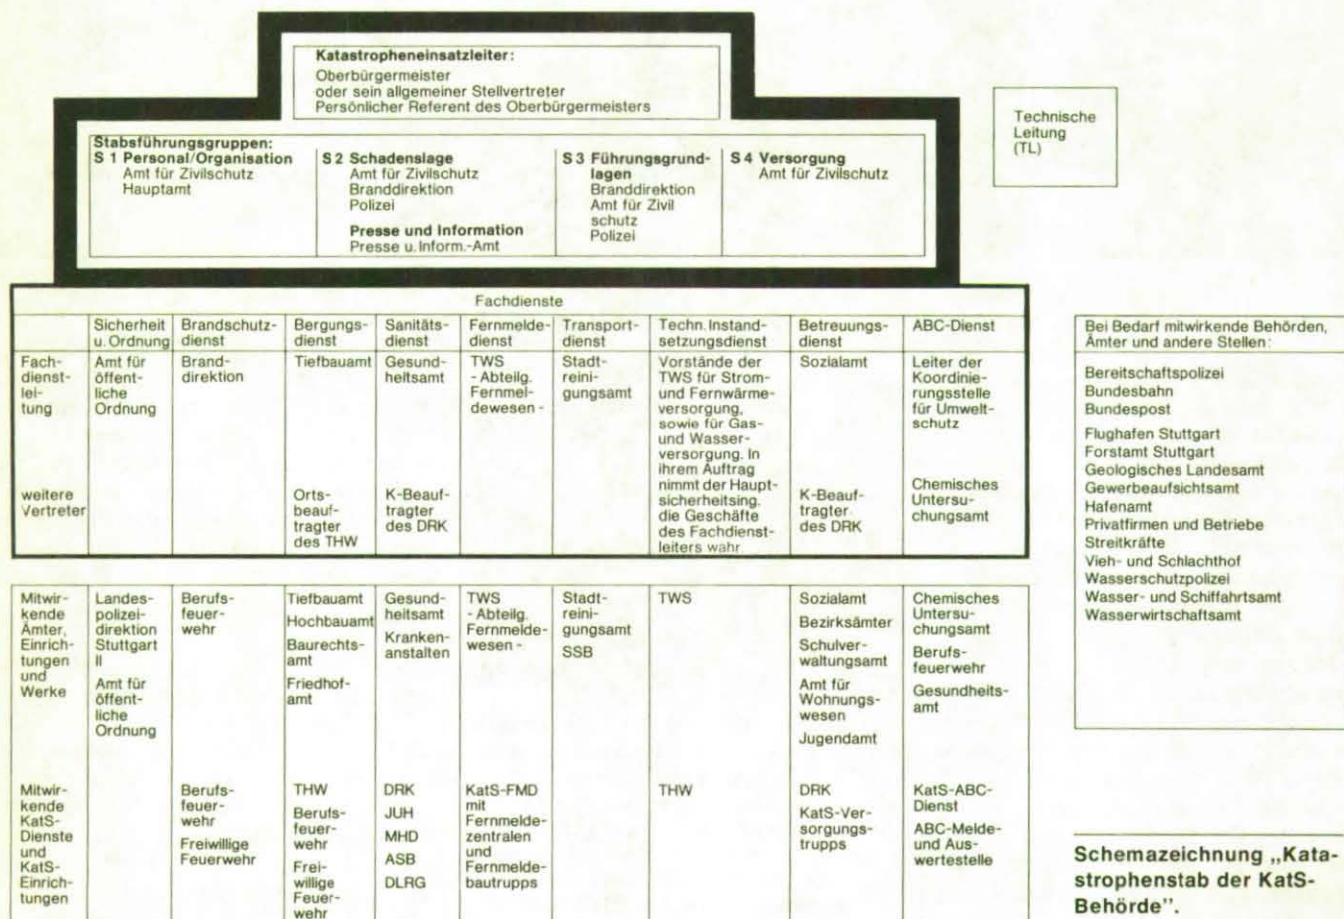 Katastropheneinsatzleiter:
Oberbürgermeister
oder sein allgemeiner Stellvertreter
Persönlicher Referent des Oberbürgermeisters
Technische
Leitung
(TL)
Stabsführungsgruppen:
S 1 Personal/Organisation
Amt für Zivilschutz
Hauptamt
S 2 Schadenslage
Amt für Zivilschutz
Branddirektion
Polizei
Presse und Information
Presse u. Inform.-Amt
S 3 Führungsgrund-
lagen
Branddirektion
Amt für Zivil
schutz
Polizei
S 4 Versorgung
Amt für Zivilschutz
Fachdienste
Sicherheit
u. Ordnung
Brandschutz-
dienst
Bergungs-
dienst
Sanitäts-
dienst
Fernmelde-
dienst
Transport-
dienst
Techn. Instand-
setzungsdienst
Betreuungs-
dienst
ABC-Dienst
Fach-
dienst-
lei-
tung
Amt für
öffent-
liche
Ordnung
Brand-
direktion
Tiefbauamt
Gesund-
heitsamt
TWS
- Abteilg.
Fernmel-
dewesen -
Stadt-
reini-
gungsamt
Vorstände der
TWS für Strom-
und Fernwärme-
versorgung,
sowie für Gas-
und Wasser-
versorgung. In
ihrem Auftrag
nimmt der Haupt-
sicherheitsing.
die Geschäfte
des Fachdienst-
leiters wahr
Sozialamt
Leiter der
Koordinie-
rungsstelle
für Umwelt-
schutz
weitere
Vertreter
Orts-
beauf-
tragter
des THW
K-Beauf-
tragter
des DRK
K-Beauf-
tragter
des DRK
Chemisches
Untersu-
chungsamt
Mitwir-
kende
Ämter,
Einrich-
tungen
und
Werke
Landes-
polizei-
direktion
Stuttgart
II
Amt für
öffent-
liche
Ordnung
Berufs-
feuer-
wehr
Tiefbauamt
Hochbauamt
Baurechts-
amt
Friedhof-
amt
Gesund-
heitsamt
Kranken-
anstalten
TWS
- Abteilg.
Fernmelde-
wesen -
Stadt-
reini-
gungsamt
SSB
TWS
Sozialamt
Bezirksämter
Schulver-
waltungsamt
Amt für
Wohnungs-
wesen
Jugendamt
Chemisches
Untersu-
chungsamt
Berufs-
feuerwehr
Gesundheits-
amt
Mitwir-
kende
KatS-
Dienste
und
KatS-
Einrich-
tungen
Berufs-
feuer-
wehr
Freiwillige
Feuerwehr
THW
Berufs-
feuer-
wehr
Frei-
willige
Feuer-
wehr
DRK
JUH
MHD
ASB
DLRG
KatS-FMD
mit
Fernmelde-
zentralen
und
Fernmelde-
bautrupps
THW
DRK
KatS-Ver-
sorgungs-
trupps
KatS-ABC-
Dienst
ABC-Melde-
und Aus-
wertestelle
Bei Bedarf mitwirkende Behörden,
Ämter und andere Stellen:
Bereitschaftspolizei
Bundesbahn
Bundespost
Flughafen Stuttgart
Forstamt Stuttgart
Geologisches Landesamt
Gewerbeaufsichtsamt
Hafenamt
Privatfirmen und Betriebe
Streitkräfte
Vieh- und Schlachthof
Wasserschutzpolizei
Wasser- und Schiffahrtsamt
Wasserwirtschaftsamt
Schemazeichnung „Kata-
strophenstab der KatS-
Behörde".